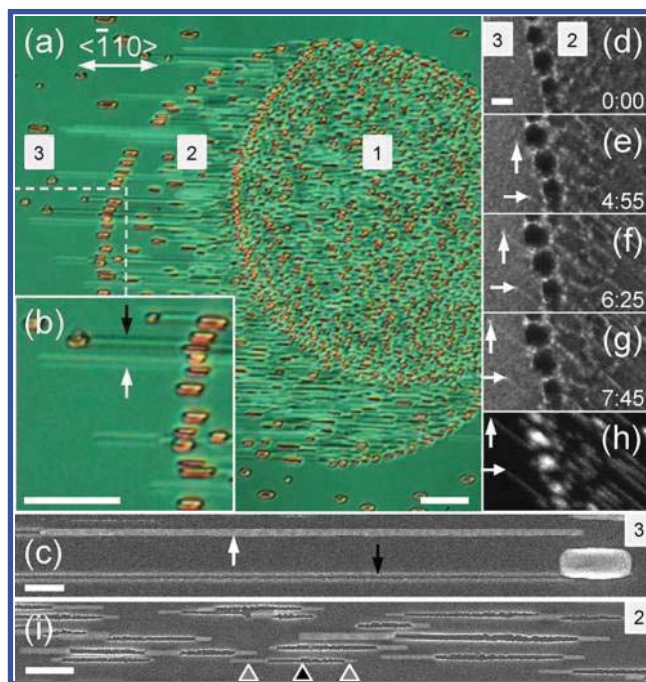 (a)
<1̅10>
3
2
1
(b)
3
2
(d)
0:00
(e)
4:55
(f)
6:25
(g)
7:45
(h)
(c)
3
(i)
2